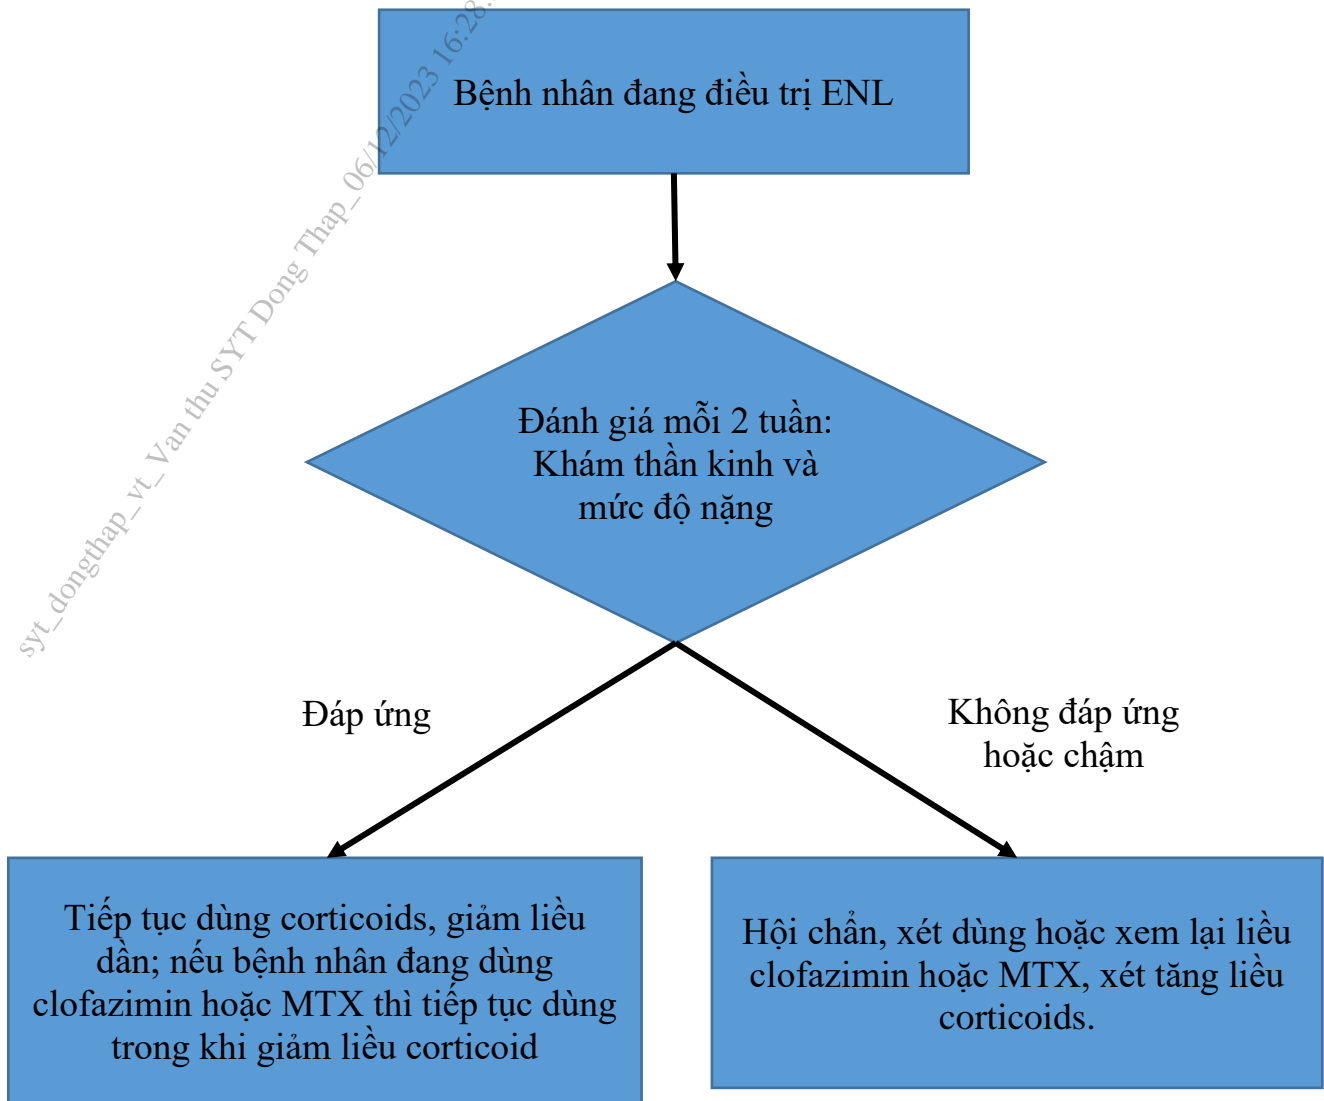 syt_dongthap_vt_Van thu SYT Dong Thap_06/12/2023 16:28:
Bệnh nhân đang điều trị ENL
Đánh giá mỗi 2 tuần:
Khám thần kinh và
mức độ nặng
Đáp ứng
Không đáp ứng
hoặc chậm
Tiếp tục dùng corticoids, giảm liều
dần; nếu bệnh nhân đang dùng
clofazimin hoặc MTX thì tiếp tục dùng
trong khi giảm liều corticoid
Hội chẩn, xét dùng hoặc xem lại liều
clofazimin hoặc MTX, xét tăng liều
corticoids.